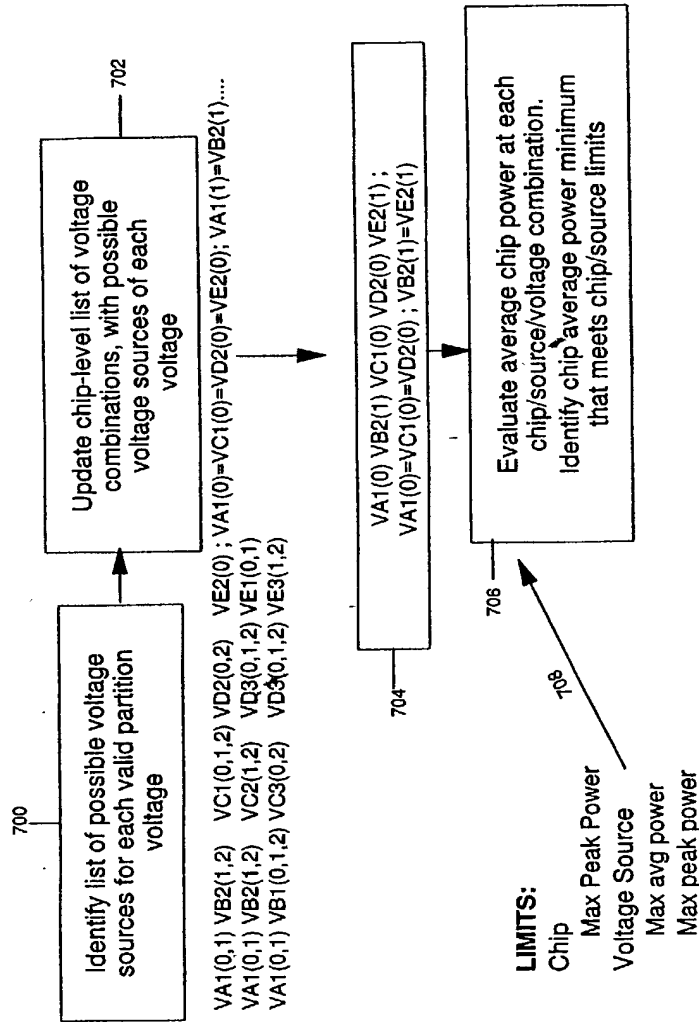 700
Identify list of possible voltage
sources for each valid partition
voltage
702
Update chip-level list of voltage
combinations, with possible
voltage sources of each
voltage
VA1(0,1) VB2(1,2) VC1(0,1,2) VD2(0,2) VE2(0) ; VA1(0)=VC1(0)=VD2(0)=VE2(0); VA1(1)=VB2(1)....
VA1(0,1) VB2(1,2) VC2(1,2) VD3(0,1,2) VE1(0,1)
VA1(0,1) VB1(0,1,2) VC3(0,2) VD3(0,1,2) VE3(1,2)
704
VA1(0) VB2(1) VC1(0) VD2(0) VE2(1) ;
VA1(0)=VC1(0)=VD2(0) ; VB2(1)=VE2(1)
706
Evaluate average chip power at each
chip/source/voltage combination.
Identify chip average power minimum
that meets chip/source limits
708
LIMITS:
Chip
Max Peak Power
Voltage Source
Max avg power
Max peak power